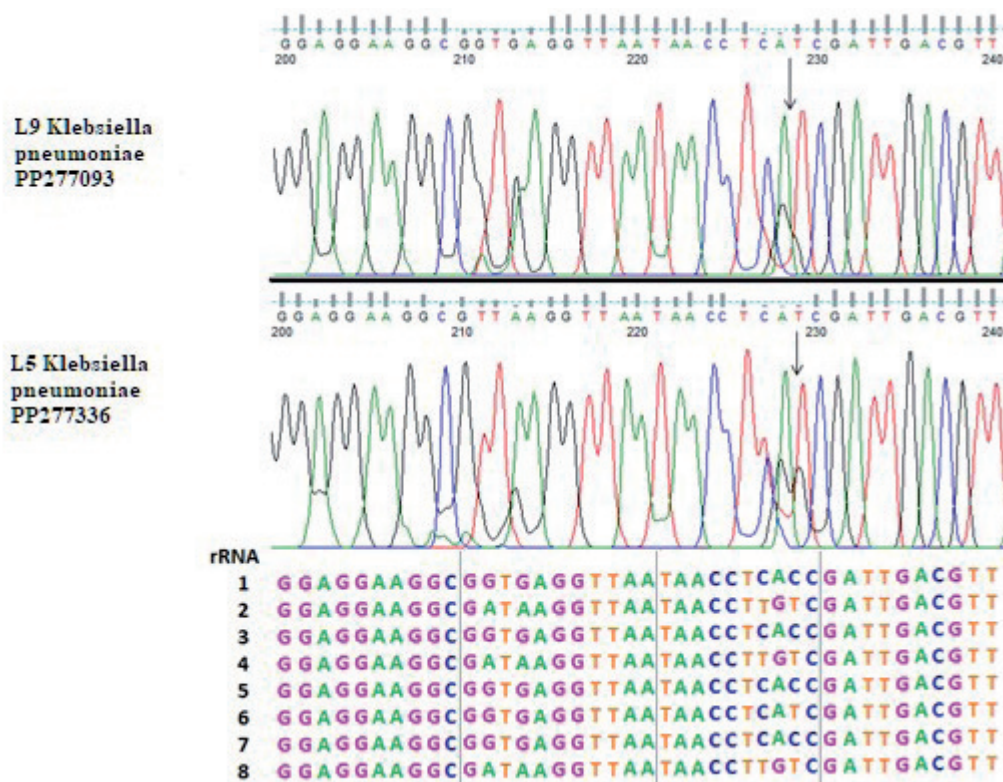 GGAGGAAGGCGGTGAGGTTAATAACCTCATCGATTGACGTT
200 210 220 230 240
L9 Klebsiella
pneumoniae
PP277093
GGAGGAAGGCGTTAAGGTTAATAACCTCATCGATTGACGTT
200 210 220 230 240
L5 Klebsiella
pneumoniae
PP277336
rRNA
1 GGAGGAAGGCGGTGAGGTTAATAACCTCACCGATTGACGTT
2 GGAGGAAGGCGATAAGGTTAATAACCTTGTCGATTGACGTT
3 GGAGGAAGGCGGTGAGGTTAATAACCTCACCGATTGACGTT
4 GGAGGAAGGCGATAAGGTTAATAACCTTGTCGATTGACGTT
5 GGAGGAAGGCGGTGAGGTTAATAACCTCACCGATTGACGTT
6 GGAGGAAGGCGGTGAGGTTAATAACCTCATCGATTGACGTT
7 GGAGGAAGGCGGTGAGGTTAATAACCTCACCGATTGACGTT
8 GGAGGAAGGCGATAAGGTTAATAACCTTGTCGATTGACGTT